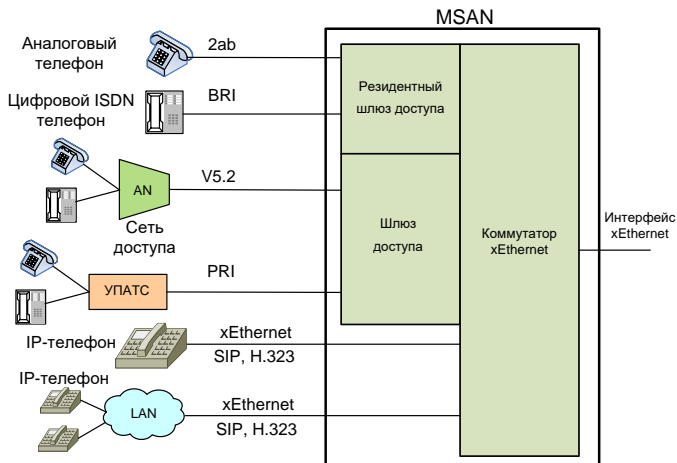 MSAN
Аналоговый
телефон
2ab
Резидентный
шлюз доступа
Цифровой ISDN
телефон
BRI
AN
V5.2
Сеть
доступа
Шлюз
доступа
Коммутатор
xEthernet
Интерфейс
xEthernet
УПАТС
PRI
IP-телефон
xEthernet
SIP, H.323
IP-телефон
LAN
xEthernet
SIP, H.323